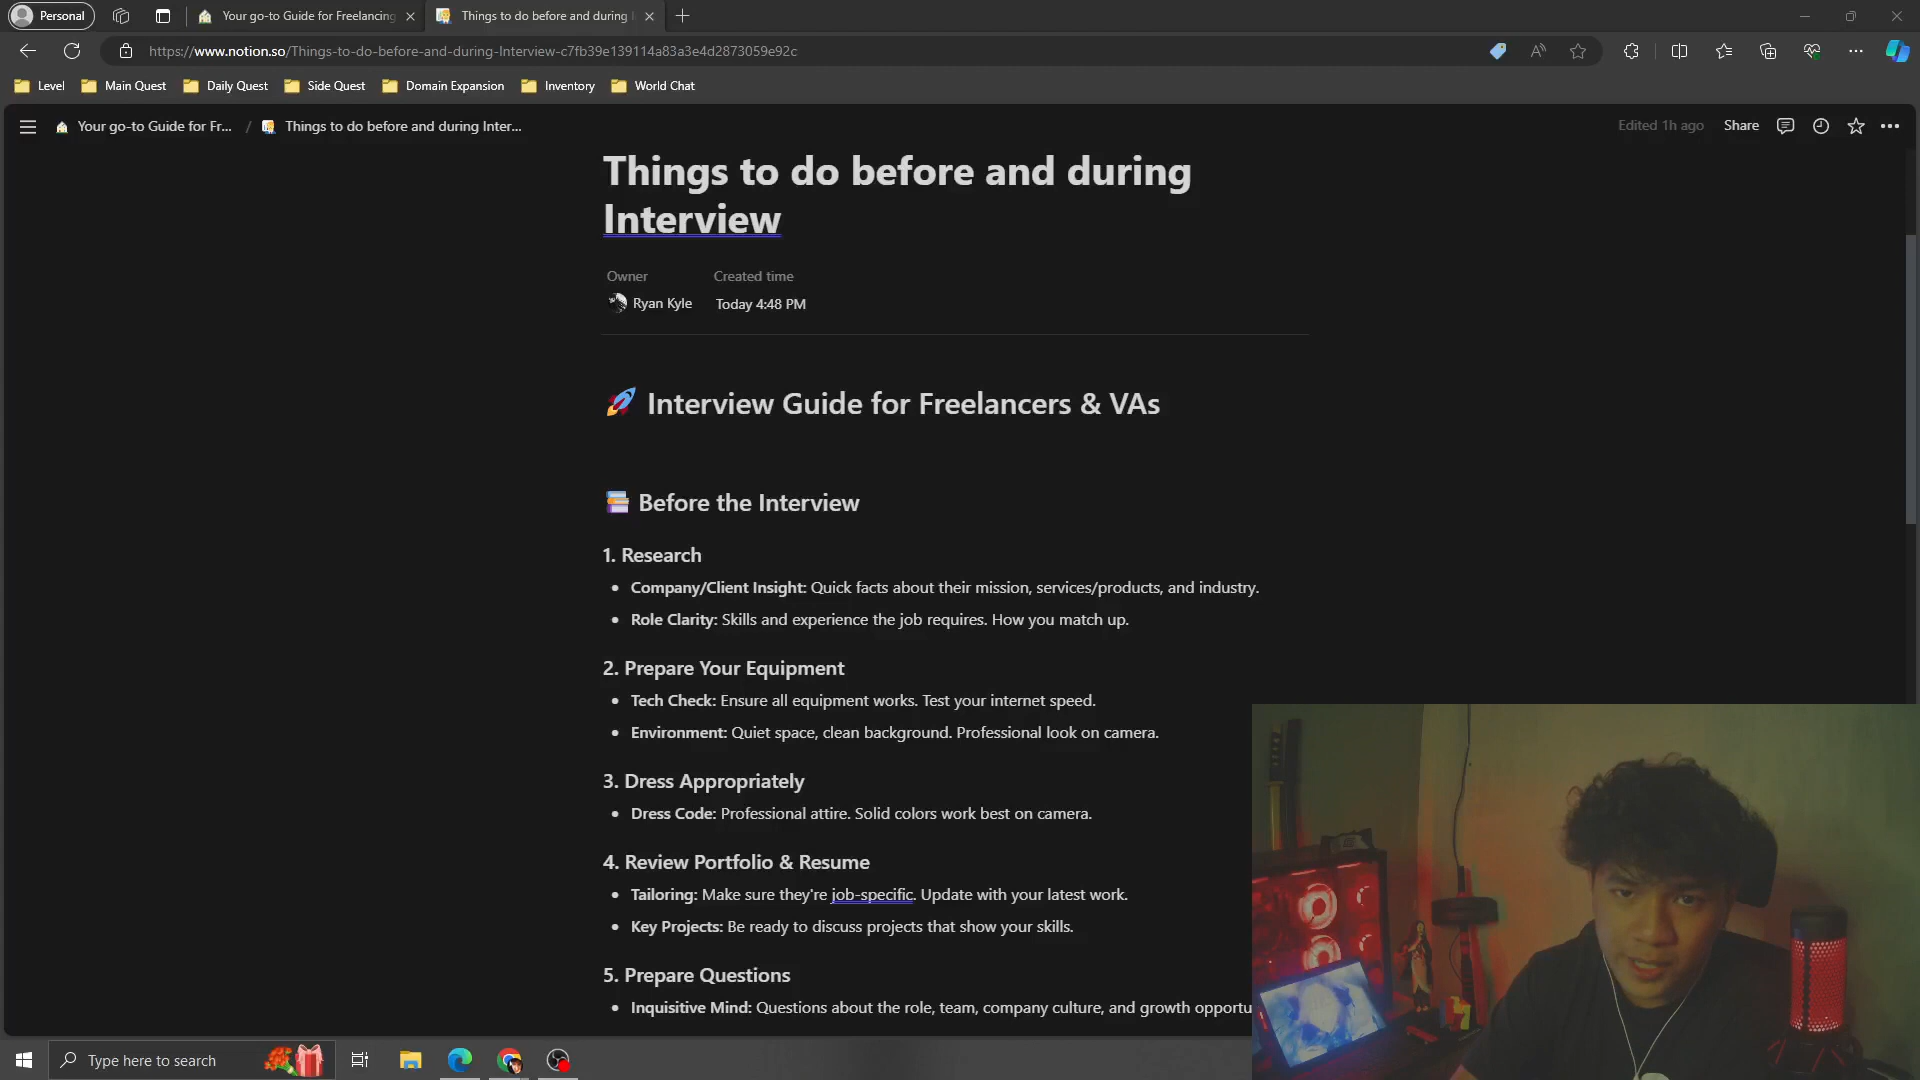 Personal
Your go-to Guide for Freelancing
Things to do before and during
https://www.notion.so/Things-to-do-before-and-during-Interview-c7fb39e139114a83a3e4d2873059e92c
Level
Main Quest
Daily Quest
Side Quest
Domain Expansion
Inventory
World Chat
Your go-to Guide for Fr...
/
Things to do before and during Inter...
Edited 1h ago
Share
Things to do before and during
Interview
Owner
Created time
Ryan Kyle
Today 4:48 PM
🚀 Interview Guide for Freelancers & VAs
📚 Before the Interview
1. Research
• Company/Client Insight: Quick facts about their mission, services/products, and industry.
• Role Clarity: Skills and experience the job requires. How you match up.
2. Prepare Your Equipment
• Tech Check: Ensure all equipment works. Test your internet speed.
• Environment: Quiet space, clean background. Professional look on camera.
3. Dress Appropriately
• Dress Code: Professional attire. Solid colors work best on camera.
4. Review Portfolio & Resume
• Tailoring: Make sure they're job-specific. Update with your latest work.
• Key Projects: Be ready to discuss projects that show your skills.
5. Prepare Questions
• Inquisitive Mind: Questions about the role, team, company culture, and growth opportu
Type here to search